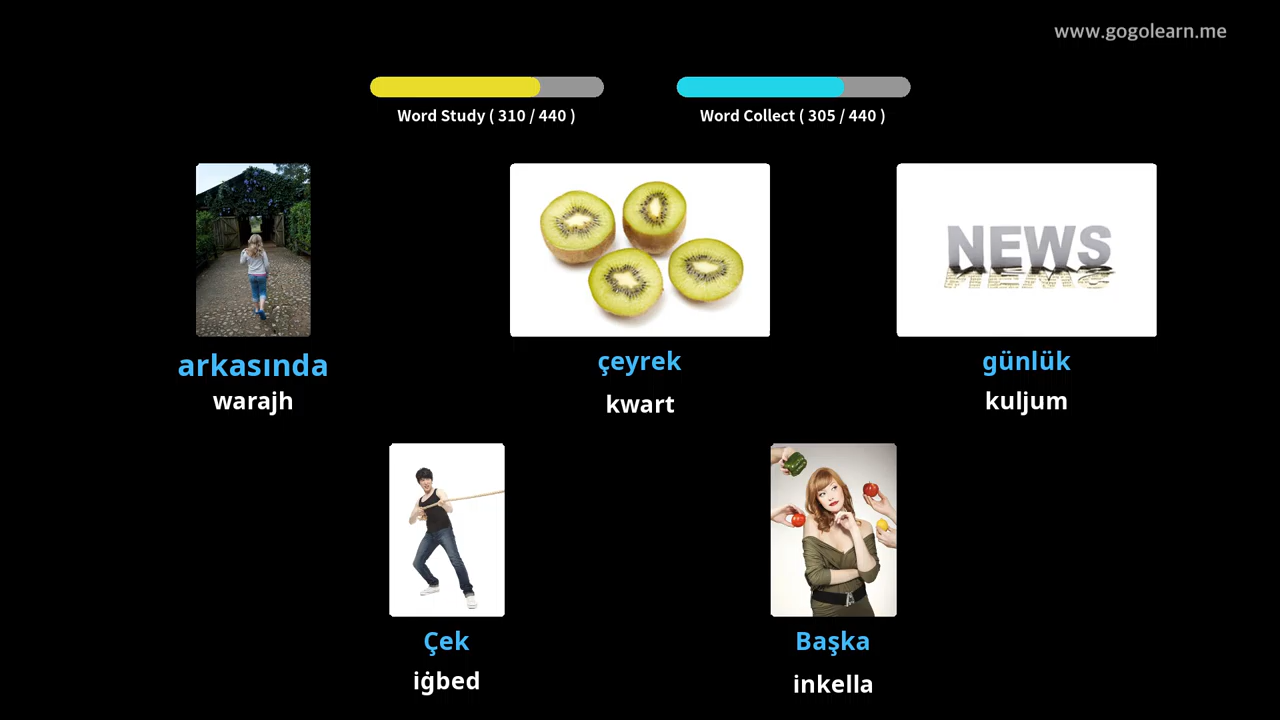 www.gogolearn.me
Word Study ( 310 / 440 )
Word Collect ( 305 / 440 )
NEWS
arkasında
warajh
çeyrek
kwart
günlük
kuljum
Çek
iġbed
Başka
inkella